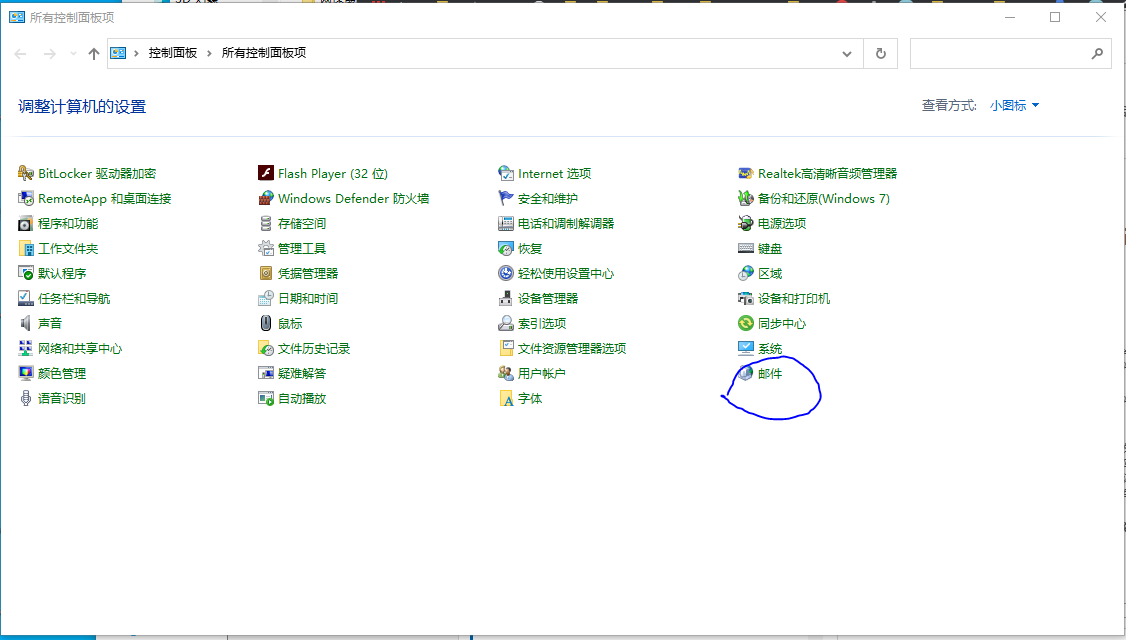 所有控制面板项
控制面板 › 所有控制面板项
调整计算机的设置
查看方式: 小图标
BitLocker 驱动器加密
Flash Player (32 位)
Internet 选项
Realtek高清晰音频管理器
RemoteApp 和桌面连接
Windows Defender 防火墙
安全和维护
备份和还原(Windows 7)
程序和功能
存储空间
电话和调制解调器
电源选项
工作文件夹
管理工具
恢复
键盘
默认程序
凭据管理器
轻松使用设置中心
区域
任务栏和导航
日期和时间
设备管理器
设备和打印机
声音
鼠标
索引选项
同步中心
网络和共享中心
文件历史记录
文件资源管理器选项
系统
颜色管理
疑难解答
用户帐户
邮件
语音识别
自动播放
字体